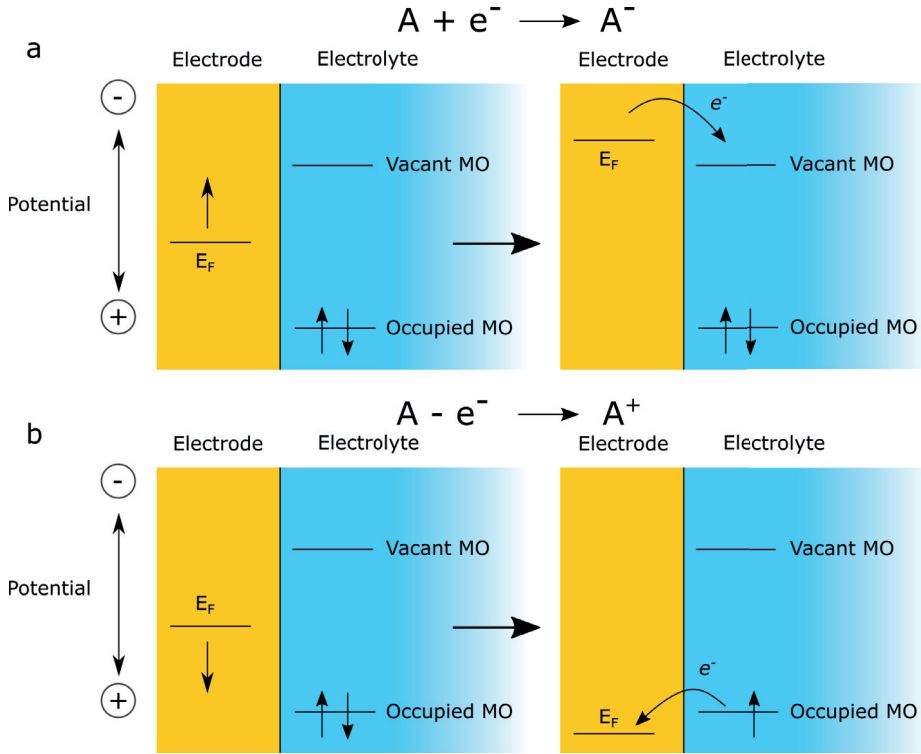 A + e⁻ ⟶ A⁻
a
Electrode Electrolyte Electrode Electrolyte
-
e⁻
E_F
Vacant MO Vacant MO
Potential
E_F
+
Occupied MO Occupied MO
A - e⁻ ⟶ A⁺
b
Electrode Electrolyte Electrode Electrolyte
-
Vacant MO Vacant MO
Potential
E_F
e⁻
+
Occupied MO E_F Occupied MO